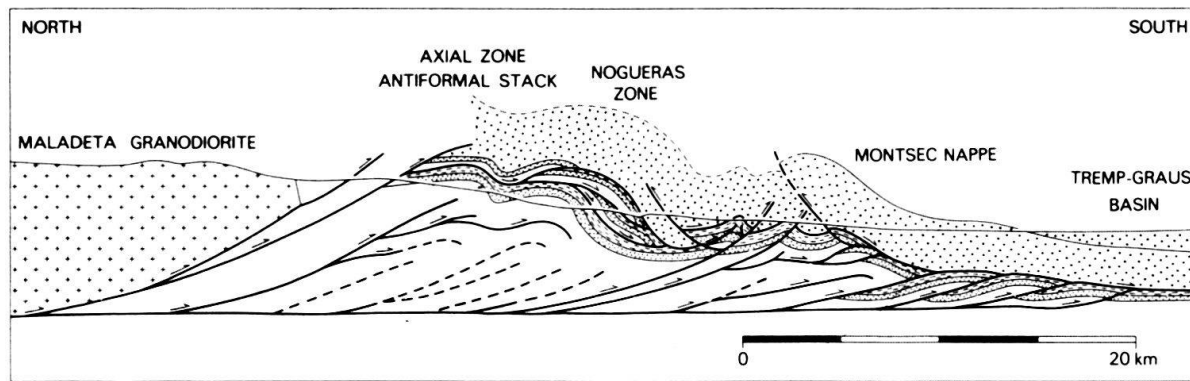 NORTH
SOUTH
AXIAL ZONE
ANTIFORMAL STACK
NOGUERAS
ZONE
MALADETA GRANODIORITE
MONTSEC NAPPE
TREMP-GRAUS
BASIN
0
20 km